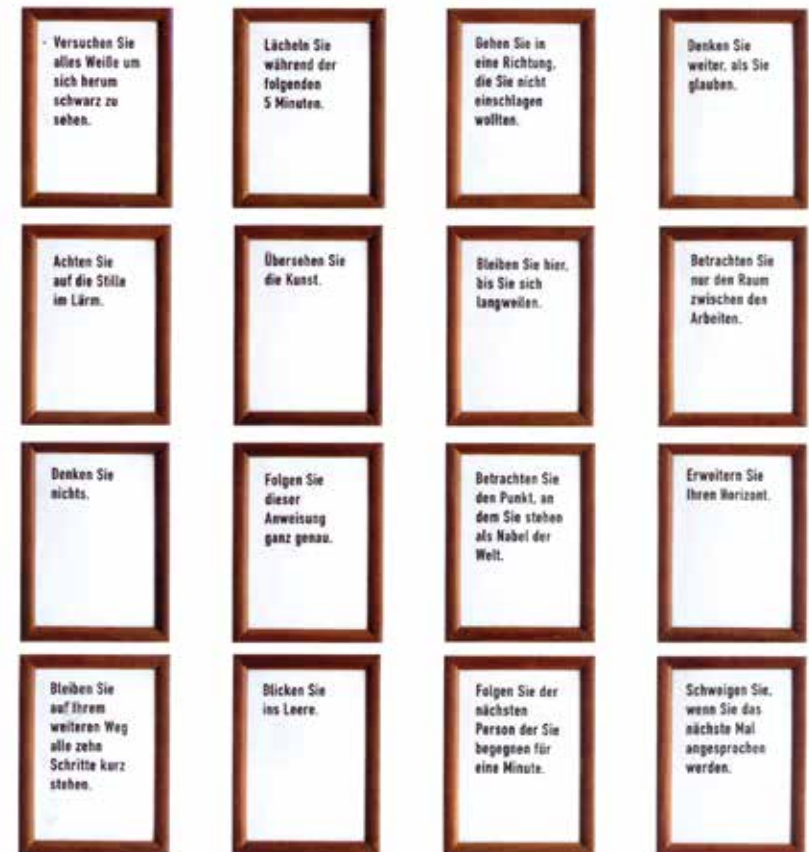 Versuchen Sie
alles Weiße um
sich herum
schwarz zu
sehen.
Lächeln Sie
während der
folgenden
5 Minuten.
Gehen Sie in
eine Richtung,
die Sie nicht
einschlagen
wollten.
Denken Sie
weiter, als Sie
glauben.
Achten Sie
auf die Stille
im Lärm.
Übersehen Sie
die Kunst.
Bleiben Sie hier,
bis Sie sich
langweilen.
Betrachten Sie
nur den Raum
zwischen den
Arbeiten.
Denken Sie
nichts.
Folgen Sie
dieser
Anweisung
ganz genau.
Betrachten Sie
den Punkt, an
dem Sie stehen
als Nabel der
Welt.
Erweitern Sie
Ihren Horizont.
Bleiben Sie
auf Ihrem
weiteren Weg
alle zehn
Schritte kurz
stehen.
Blicken Sie
ins Leere.
Folgen Sie der
nächsten
Person der Sie
begegnen für
eine Minute.
Schweigen Sie,
wenn Sie das
nächste Mal
angesprochen
werden.